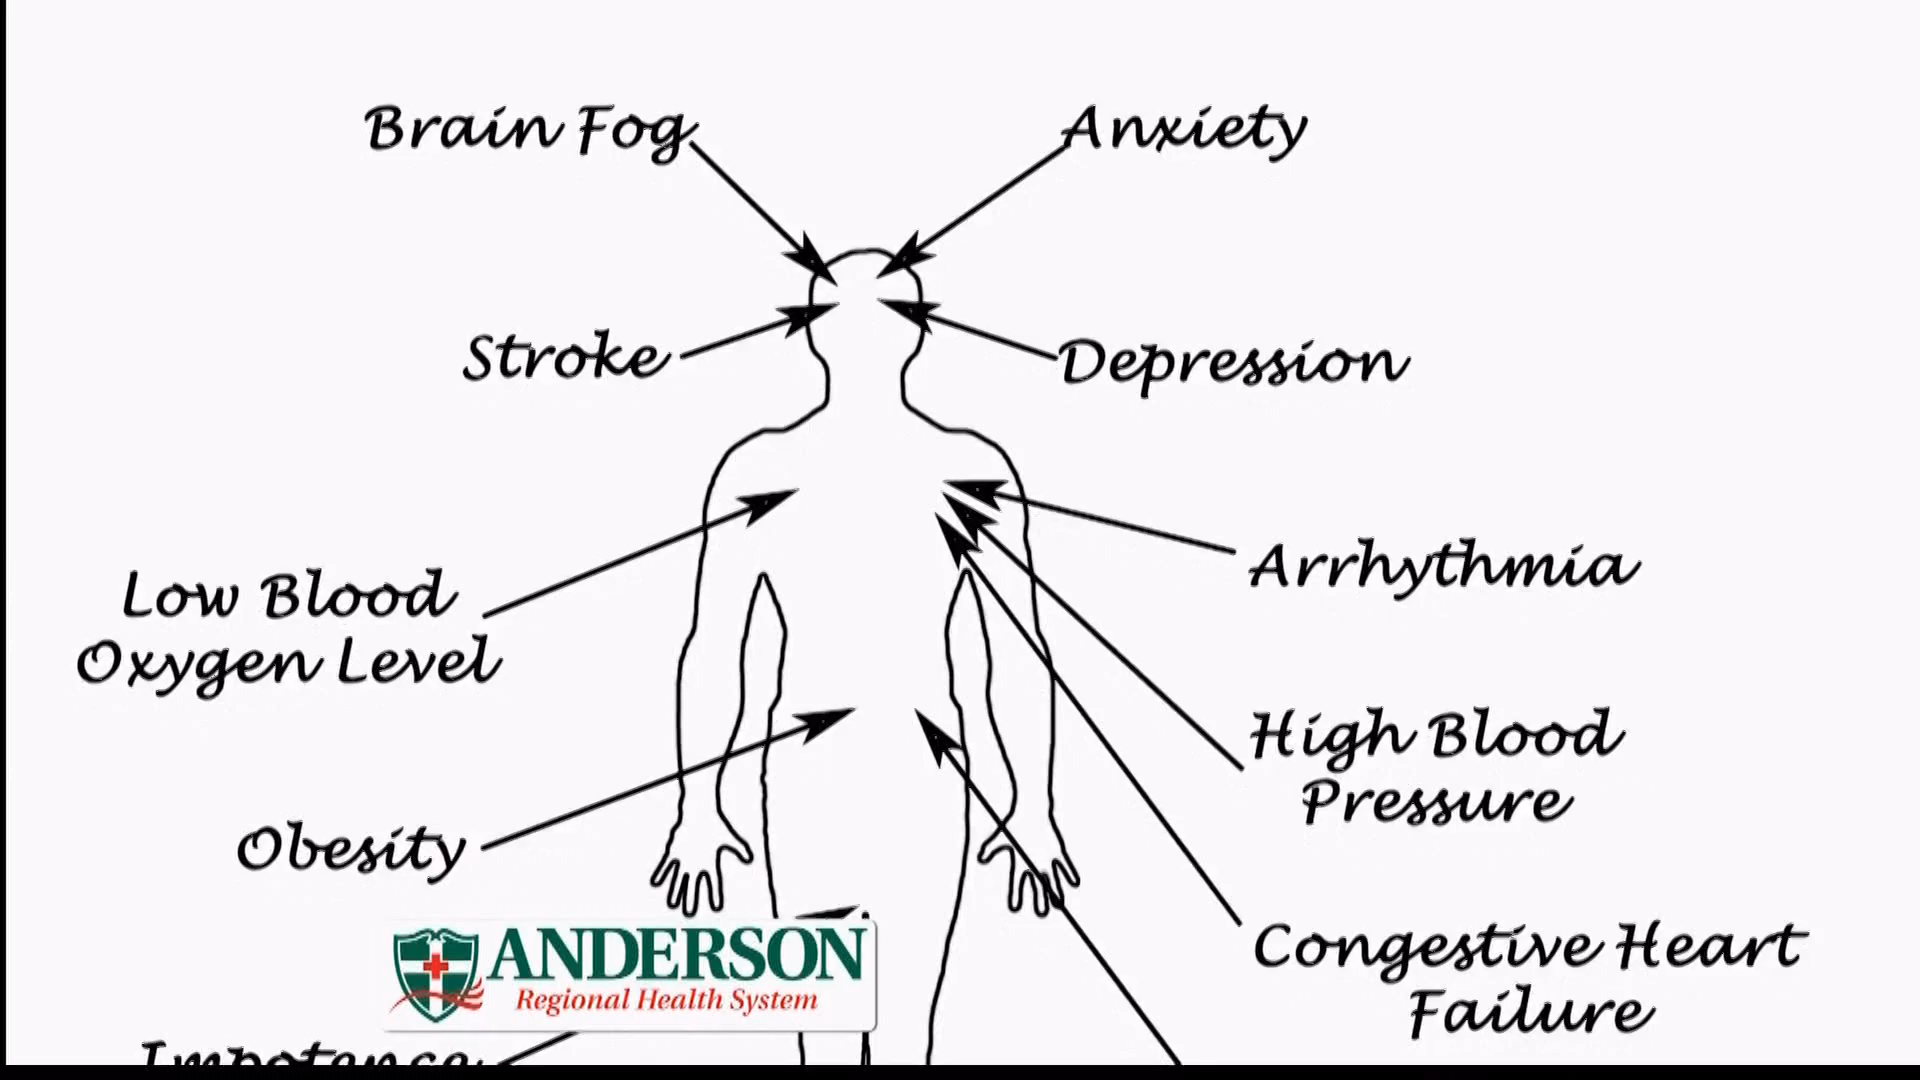 Brain Fog
Anxiety
Stroke
Depression
Low Blood
Oxygen Level
Arrhythmia
High Blood
Pressure
Obesity
Congestive Heart
Failure
ANDERSON
Regional Health System
Impotence